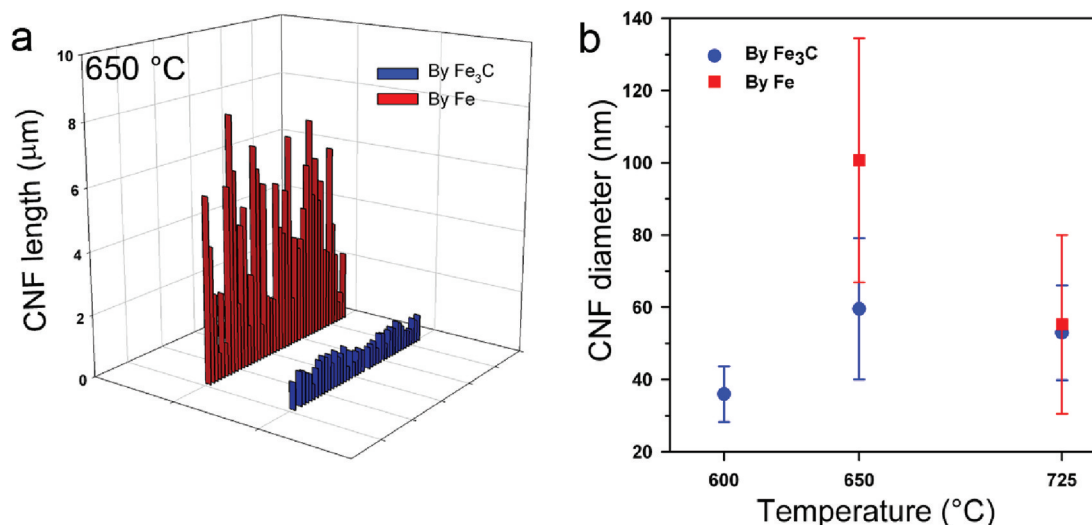 a
650 °C
By Fe₃C
By Fe
CNF length (μm)
10
8
6
4
2
0
b
By Fe₃C
By Fe
CNF diameter (nm)
140
120
100
80
60
40
20
600
650
725
Temperature (°C)